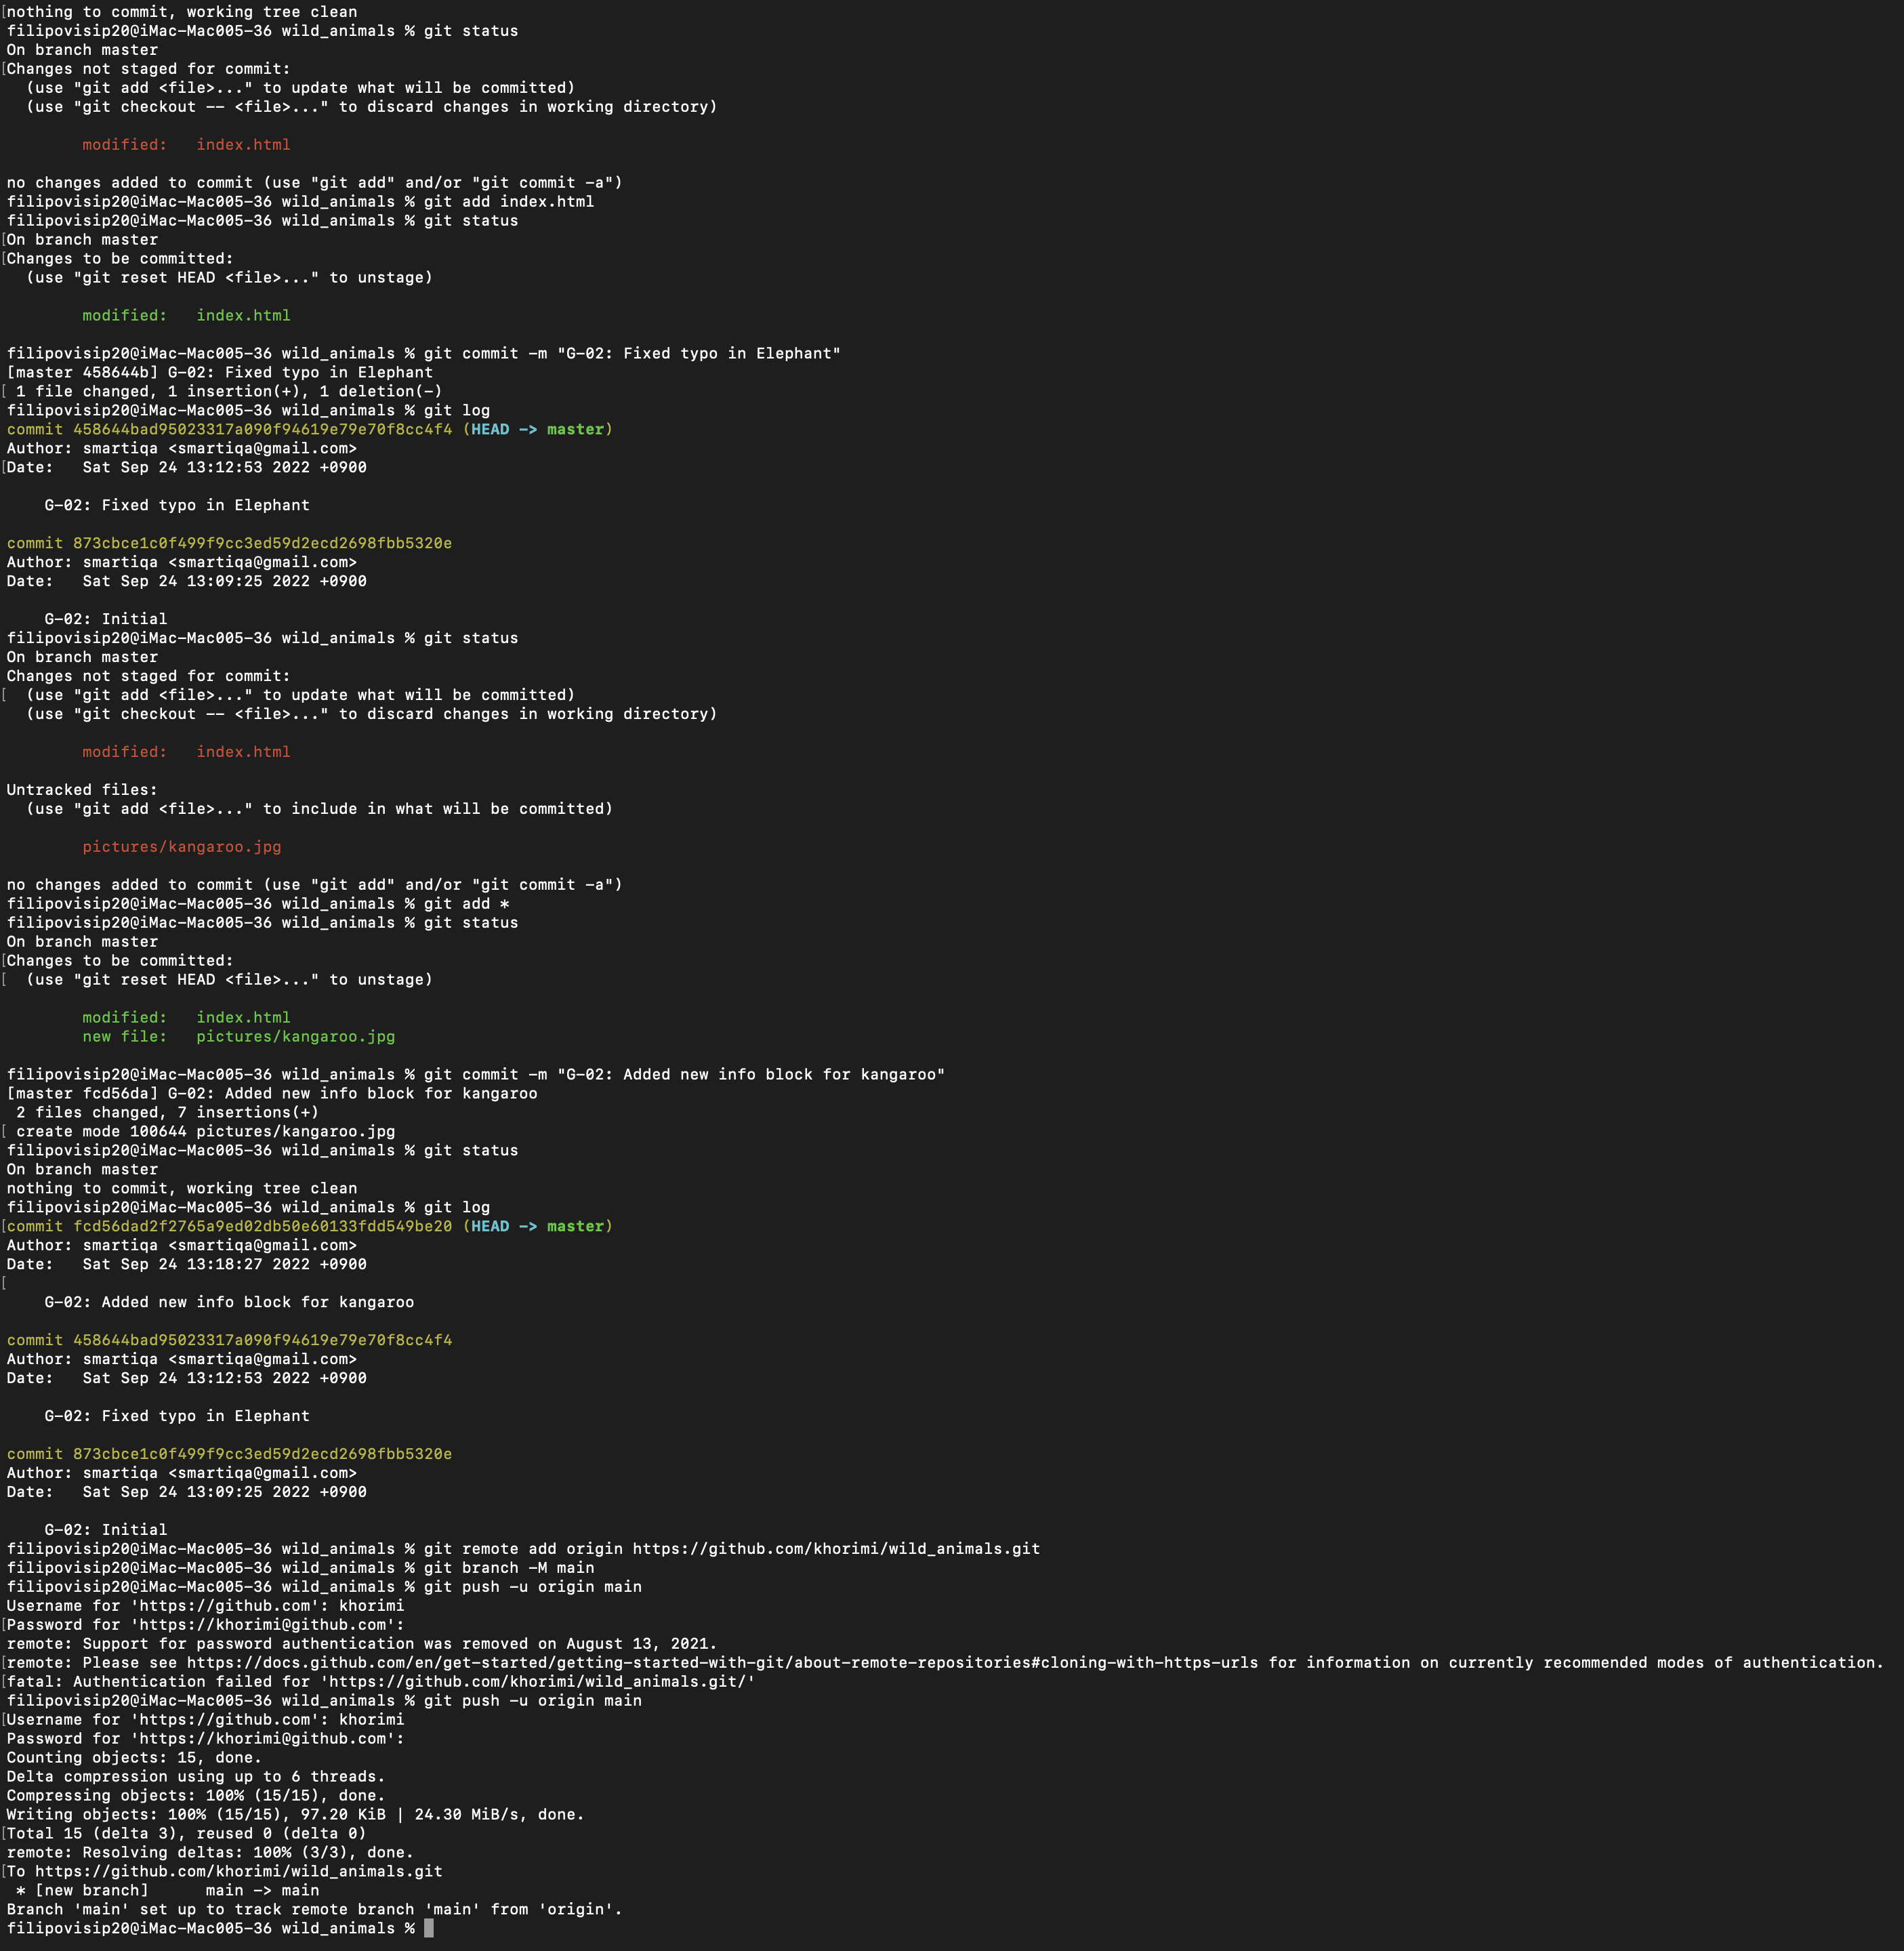 [nothing to commit, working tree clean
filipovisip20@iMac-Mac005-36 wild_animals % git status
On branch master
[Changes not staged for commit:
  (use "git add <file>..." to update what will be committed)
  (use "git checkout -- <file>..." to discard changes in working directory)
        modified:   index.html
no changes added to commit (use "git add" and/or "git commit -a")
filipovisip20@iMac-Mac005-36 wild_animals % git add index.html
filipovisip20@iMac-Mac005-36 wild_animals % git status
[On branch master
[Changes to be committed:
  (use "git reset HEAD <file>..." to unstage)
        modified:   index.html
filipovisip20@iMac-Mac005-36 wild_animals % git commit -m "G-02: Fixed typo in Elephant"
[master 458644b] G-02: Fixed typo in Elephant
[ 1 file changed, 1 insertion(+), 1 deletion(-)
filipovisip20@iMac-Mac005-36 wild_animals % git log
commit 458644bad95023317a090f94619e79e70f8cc4f4 (HEAD -> master)
Author: smartiqa <smartiqa@gmail.com>
[Date:   Sat Sep 24 13:12:53 2022 +0900
    G-02: Fixed typo in Elephant
commit 873cbce1c0f499f9cc3ed59d2ecd2698fbb5320e
Author: smartiqa <smartiqa@gmail.com>
Date:   Sat Sep 24 13:09:25 2022 +0900
    G-02: Initial
filipovisip20@iMac-Mac005-36 wild_animals % git status
On branch master
Changes not staged for commit:
[  (use "git add <file>..." to update what will be committed)
  (use "git checkout -- <file>..." to discard changes in working directory)
        modified:   index.html
Untracked files:
  (use "git add <file>..." to include in what will be committed)
        pictures/kangaroo.jpg
no changes added to commit (use "git add" and/or "git commit -a")
filipovisip20@iMac-Mac005-36 wild_animals % git add *
filipovisip20@iMac-Mac005-36 wild_animals % git status
On branch master
[Changes to be committed:
[  (use "git reset HEAD <file>..." to unstage)
        modified:   index.html
        new file:   pictures/kangaroo.jpg
filipovisip20@iMac-Mac005-36 wild_animals % git commit -m "G-02: Added new info block for kangaroo"
[master fcd56da] G-02: Added new info block for kangaroo
 2 files changed, 7 insertions(+)
[ create mode 100644 pictures/kangaroo.jpg
filipovisip20@iMac-Mac005-36 wild_animals % git status
On branch master
nothing to commit, working tree clean
filipovisip20@iMac-Mac005-36 wild_animals % git log
[commit fcd56dad2f2765a9ed02db50e60133fdd549be20 (HEAD -> master)
Author: smartiqa <smartiqa@gmail.com>
Date:   Sat Sep 24 13:18:27 2022 +0900
[
    G-02: Added new info block for kangaroo
commit 458644bad95023317a090f94619e79e70f8cc4f4
Author: smartiqa <smartiqa@gmail.com>
Date:   Sat Sep 24 13:12:53 2022 +0900
    G-02: Fixed typo in Elephant
commit 873cbce1c0f499f9cc3ed59d2ecd2698fbb5320e
Author: smartiqa <smartiqa@gmail.com>
Date:   Sat Sep 24 13:09:25 2022 +0900
    G-02: Initial
filipovisip20@iMac-Mac005-36 wild_animals % git remote add origin https://github.com/khorimi/wild_animals.git
filipovisip20@iMac-Mac005-36 wild_animals % git branch -M main
filipovisip20@iMac-Mac005-36 wild_animals % git push -u origin main
Username for 'https://github.com': khorimi
[Password for 'https://khorimi@github.com':
remote: Support for password authentication was removed on August 13, 2021.
[remote: Please see https://docs.github.com/en/get-started/getting-started-with-git/about-remote-repositories#cloning-with-https-urls for information on currently recommended modes of authentication.
[fatal: Authentication failed for 'https://github.com/khorimi/wild_animals.git/'
filipovisip20@iMac-Mac005-36 wild_animals % git push -u origin main
[Username for 'https://github.com': khorimi
Password for 'https://khorimi@github.com':
Counting objects: 15, done.
Delta compression using up to 6 threads.
Compressing objects: 100% (15/15), done.
Writing objects: 100% (15/15), 97.20 KiB | 24.30 MiB/s, done.
[Total 15 (delta 3), reused 0 (delta 0)
remote: Resolving deltas: 100% (3/3), done.
[To https://github.com/khorimi/wild_animals.git
 * [new branch]      main -> main
Branch 'main' set up to track remote branch 'main' from 'origin'.
filipovisip20@iMac-Mac005-36 wild_animals %